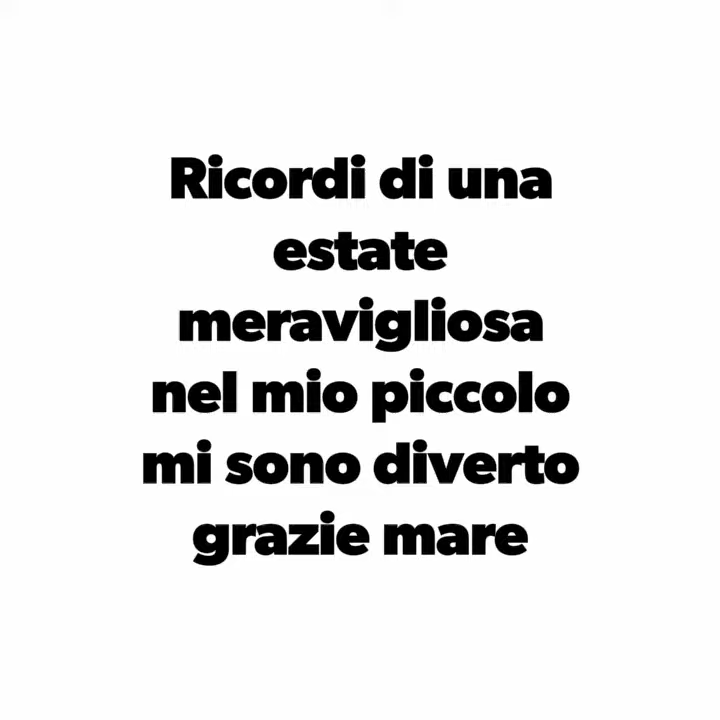 Ricordi di una
estate
meravigliosa
nel mio piccolo
mi sono diverto
grazie mare